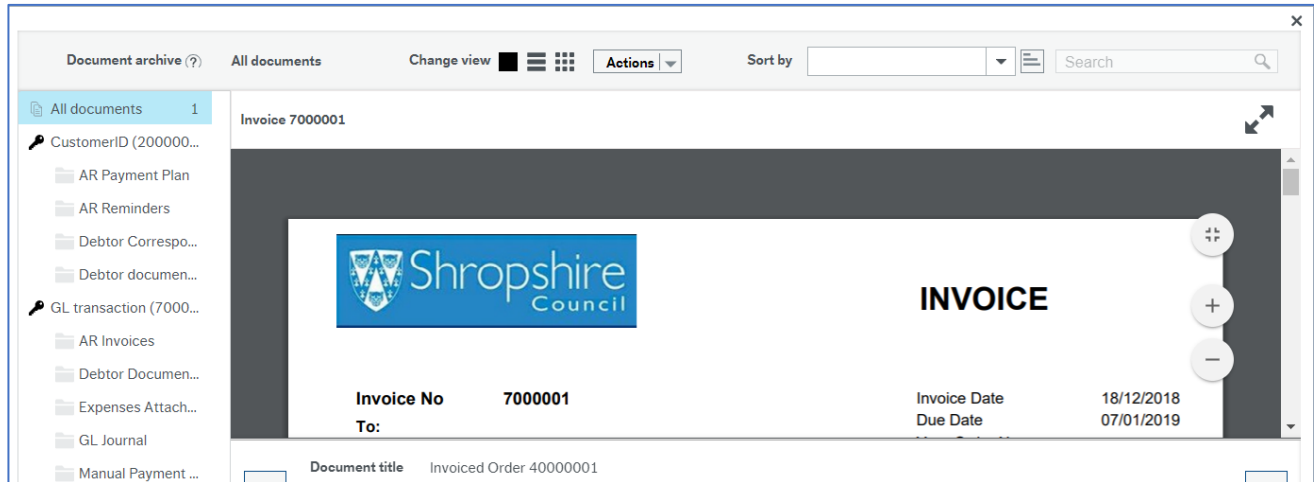 Document archive (?) All documents Change view Actions Sort by Search
All documents 1
CustomerID (200000...
AR Payment Plan
AR Reminders
Debtor Correspo...
Debtor documen...
GL transaction (7000...
AR Invoices
Debtor Documen...
Expenses Attach...
GL Journal
Manual Payment ...
Invoice 7000001
Shropshire
Council
INVOICE
Invoice No 7000001
To:
Invoice Date 18/12/2018
Due Date 07/01/2019
Document title Invoiced Order 40000001